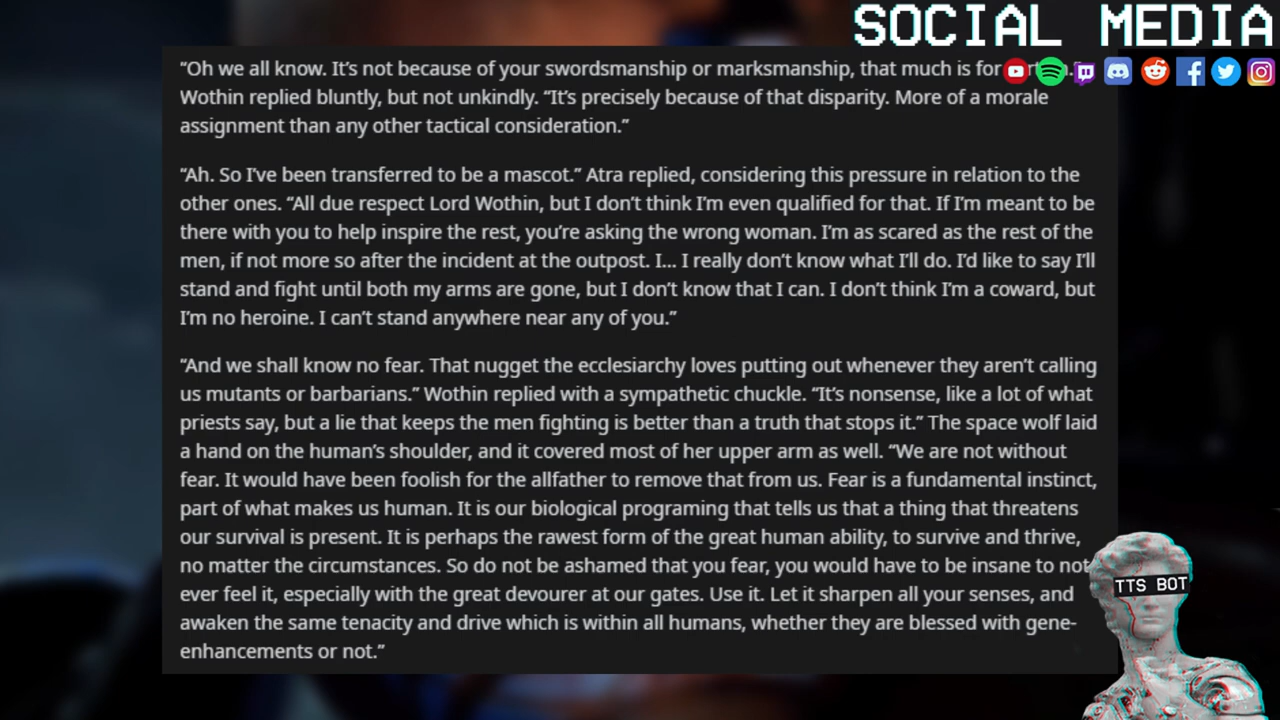 SOCIAL MEDIA
“Oh we all know. It’s not because of your swordsmanship or marksmanship, that much is for
Wothin replied bluntly, but not unkindly. “It’s precisely because of that disparity. More of a morale
assignment than any other tactical consideration.”
“Ah. So I’ve been transferred to be a mascot.” Atra replied, considering this pressure in relation to the
other ones. “All due respect Lord Wothin, but I don’t think I’m even qualified for that. If I’m meant to be
there with you to help inspire the rest, you’re asking the wrong woman. I’m as scared as the rest of the
men, if not more so after the incident at the outpost. I... I really don’t know what I’ll do. I’d like to say I’ll
stand and fight until both my arms are gone, but I don’t know that I can. I don’t think I’m a coward, but
I’m no heroine. I can’t stand anywhere near any of you.”
“And we shall know no fear. That nugget the ecclesiarchy loves putting out whenever they aren’t calling
us mutants or barbarians.” Wothin replied with a sympathetic chuckle. “It’s nonsense, like a lot of what
priests say, but a lie that keeps the men fighting is better than a truth that stops it.” The space wolf laid
a hand on the human’s shoulder, and it covered most of her upper arm as well. “We are not without
fear. It would have been foolish for the allfather to remove that from us. Fear is a fundamental instinct,
part of what makes us human. It is our biological programing that tells us that a thing that threatens
our survival is present. It is perhaps the rawest form of the great human ability, to survive and thrive,
no matter the circumstances. So do not be ashamed that you fear, you would have to be insane to not
ever feel it, especially with the great devourer at our gates. Use it. Let it sharpen all your senses, and
awaken the same tenacity and drive which is within all humans, whether they are blessed with gene-
enhancements or not.”
TTS BOT